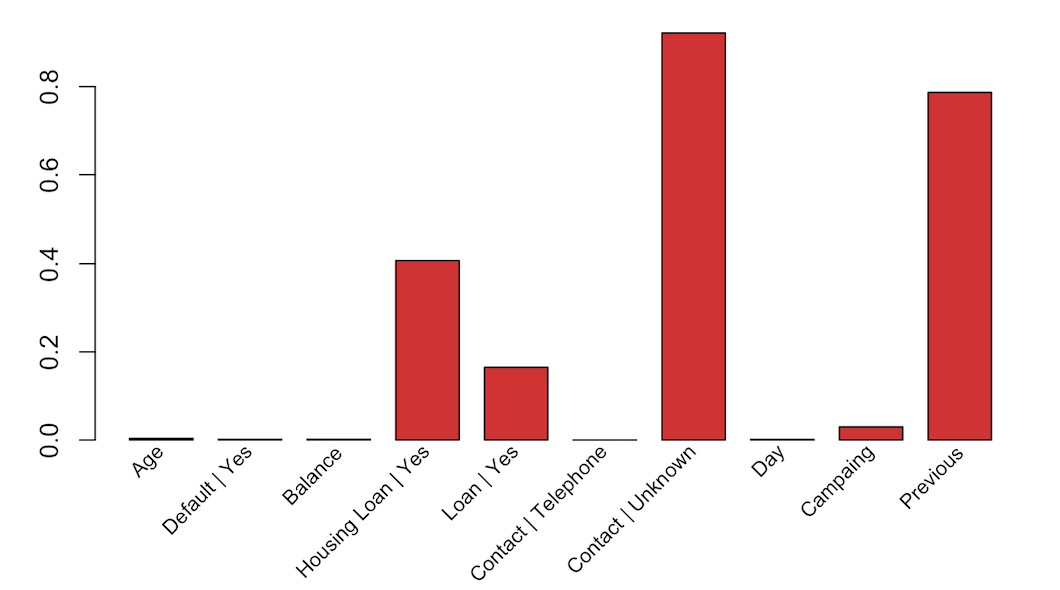 0.8
0.6
0.4
0.2
0.0
Age
Default | Yes
Balance
Housing Loan | Yes
Loan | Yes
Contact | Telephone
Contact | Unknown
Day
Campaing
Previous